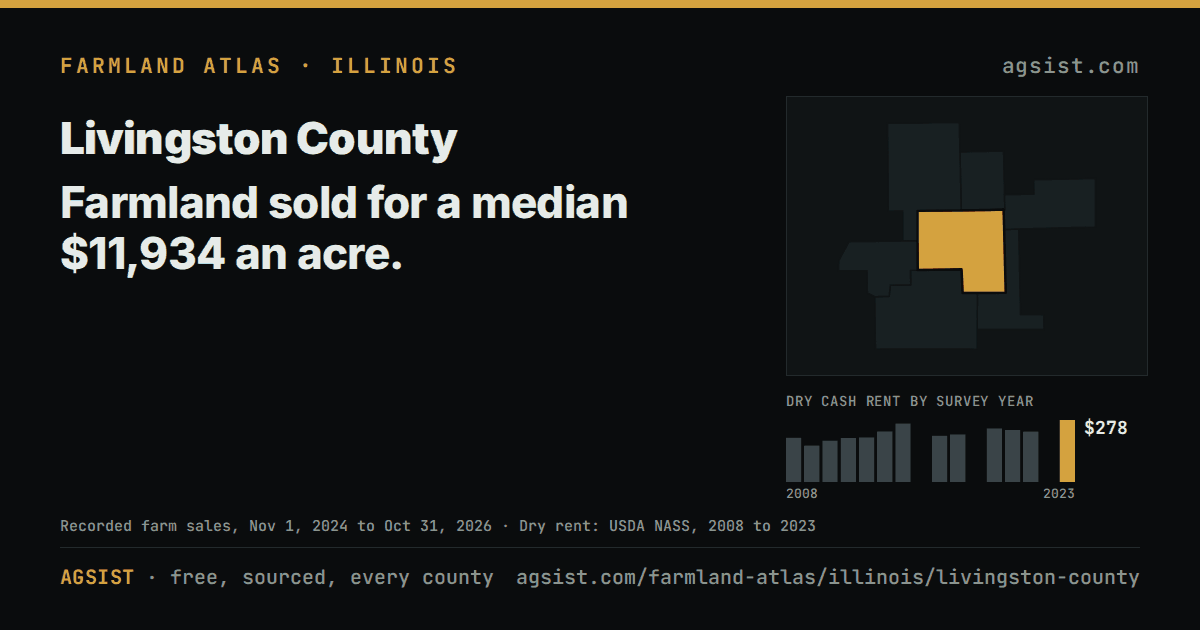 FARMLAND ATLAS · ILLINOIS
agsist.com
Livingston County
Farmland sold for a median
$11,934 an acre.
DRY CASH RENT BY SURVEY YEAR
$278
2008
2023
Recorded farm sales, Nov 1, 2024 to Oct 31, 2026 · Dry rent: USDA NASS, 2008 to 2023
AGSIST · free, sourced, every county
agsist.com/farmland-atlas/illinois/livingston-county